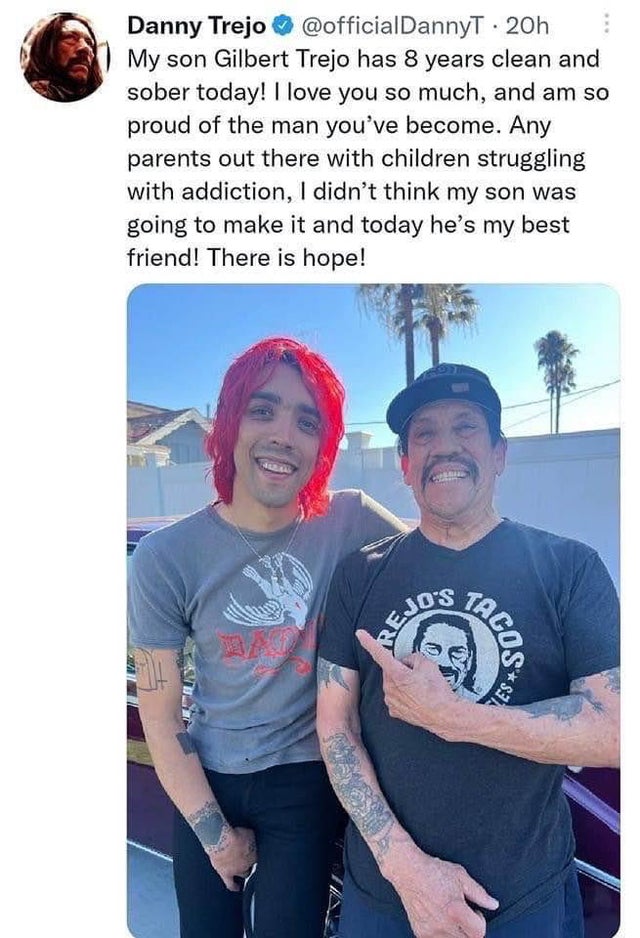 Danny Trejo @officialDannyT · 20h
My son Gilbert Trejo has 8 years clean and
sober today! I love you so much, and am so
proud of the man you've become. Any
parents out there with children struggling
with addiction, I didn't think my son was
going to make it and today he's my best
friend! There is hope!
REJO'S TACOS